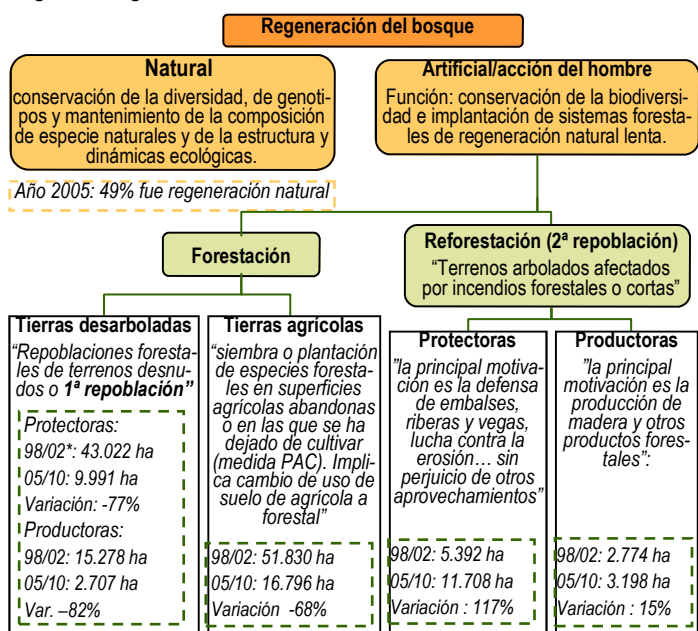 Regeneración del bosque
Natural
conservación de la diversidad, de genoti-
pos y mantenimiento de la composición
de especie naturales y de la estructura y
dinámicas ecológicas.
Artificial/acción del hombre
Función: conservación de la biodiversi-
dad e implantación de sistemas foresta-
les de regeneración natural lenta.
Año 2005: 49% fue regeneración natural
Forestación
Reforestación (2ª repoblación)
“Terrenos arbolados afectados
por incendios forestales o cortas”
Tierras desarboladas
“Repoblaciones foresta-
les de terrenos desnu-
dos o 1ª repoblación”
Protectoras:
98/02*: 43.022 ha
05/10: 9.991 ha
Variación: -77%
Productoras:
98/02: 15.278 ha
05/10: 2.707 ha
Var. –82%
Tierras agrícolas
“siembra o plantación
de especies foresta-
les en superficies
agrícolas abandonas
o en las que se ha
dejado de cultivar
(medida PAC). Impli-
ca cambio de uso de
suelo de agrícola a
forestal”
98/02: 51.830 ha
05/10: 16.796 ha
Variación -68%
Protectoras
”la principal motiva-
ción es la defensa
de embalses,
riberas y vegas,
lucha contra la
erosión… sin
perjuicio de otros
aprovechamientos”
98/02: 5.392 ha
05/10: 11.708 ha
Variación : 117%
Productoras
”la principal
motivación es la
producción de
madera y otros
productos fores-
tales”:
98/02: 2.774 ha
05/10: 3.198 ha
Variación : 15%